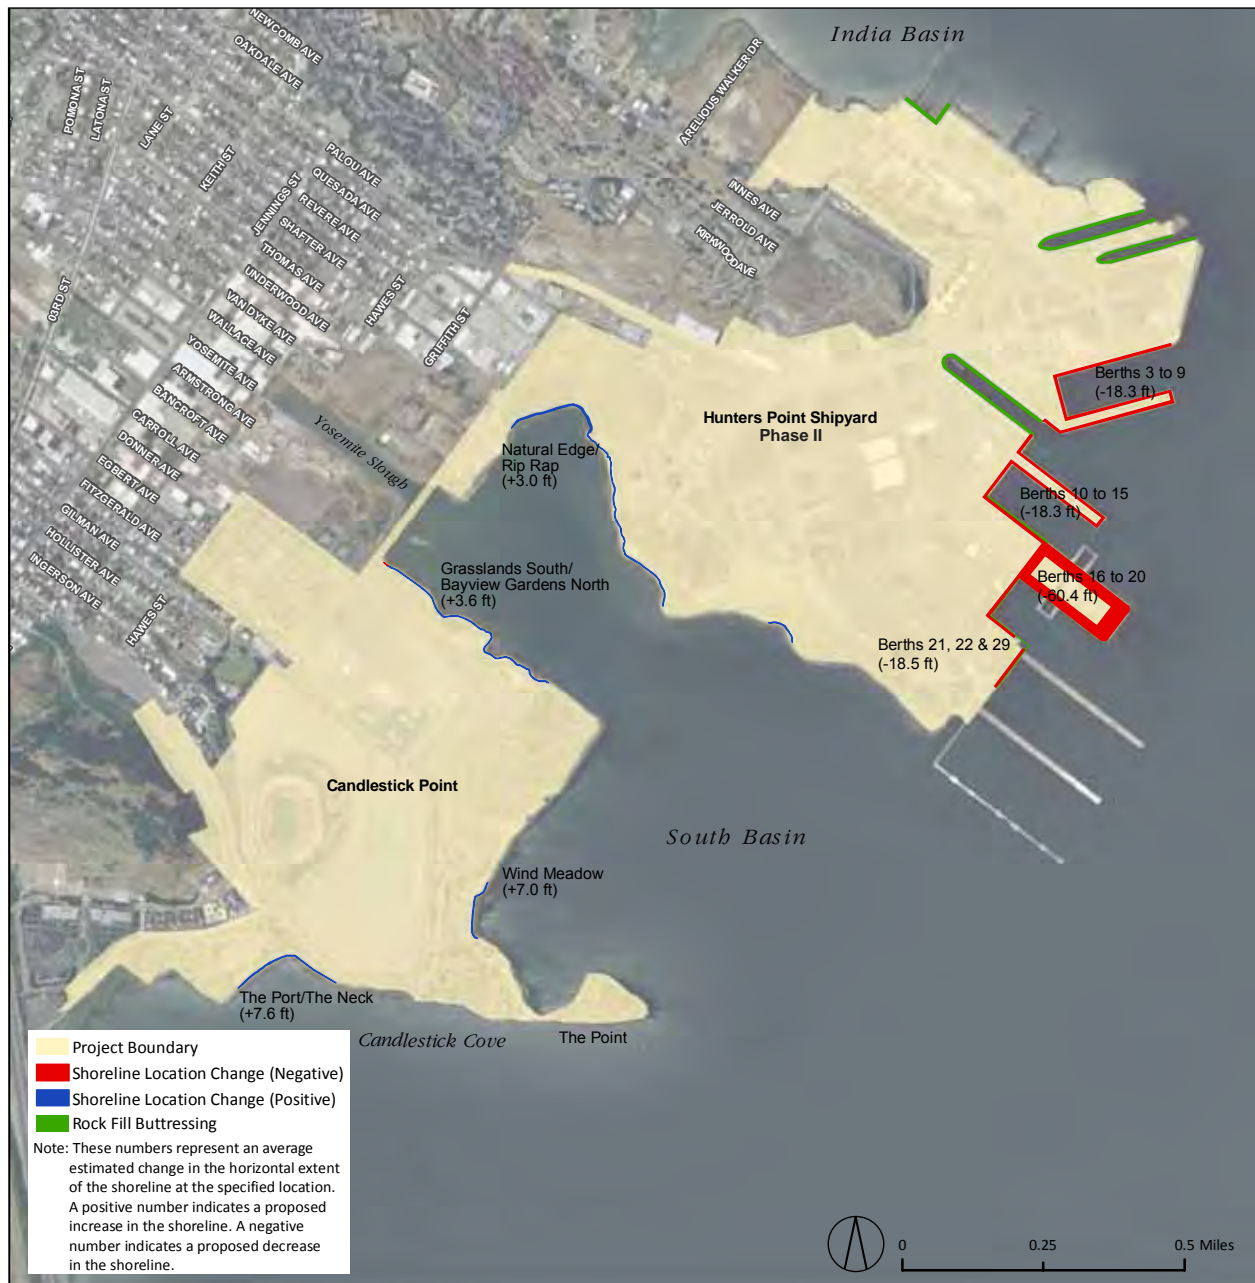 India Basin
NEWCOMB AVE
OAKDALE AVE
POMONA ST
LATONA ST
LANE ST
KEITH ST
ARELIOUS WALKER DR
PALOU AVE
QUESADA AVE
JENNINGS ST
REVERE AVE
SHAFTER AVE
THOMAS AVE
UNDERWOOD AVE
VAN DYKE AVE
WALLACE AVE
YOSEMITE AVE
ARMSTRONG AVE
BANCROFT AVE
CARROLL AVE
DONNER AVE
EGBERT AVE
FITZGERALD AVE
GILMAN AVE
HOLLISTER AVE
INGERSON AVE
HAWES ST
GRIFFITH ST
03RD ST
HAWES ST
INNES AVE
JERROLD AVE
KIRKWOOD AVE
Yosemite Slough
Natural Edge/
Rip Rap
(+3.0 ft)
Hunters Point Shipyard
Phase II
Berths 3 to 9
(-18.3 ft)
Berths 10 to 15
(-18.3 ft)
Berths 16 to 20
(-60.4 ft)
Berths 21, 22 & 29
(-18.5 ft)
Grasslands South/
Bayview Gardens North
(+3.6 ft)
Candlestick Point
South Basin
Wind Meadow
(+7.0 ft)
The Port/The Neck
(+7.6 ft)
Candlestick Cove
The Point
Project Boundary
Shoreline Location Change (Negative)
Shoreline Location Change (Positive)
Rock Fill Buttressing
Note: These numbers represent an average
estimated change in the horizontal extent
of the shoreline at the specified location.
A positive number indicates a proposed
increase in the shoreline. A negative
number indicates a proposed decrease
in the shoreline.
0 0.25 0.5 Miles